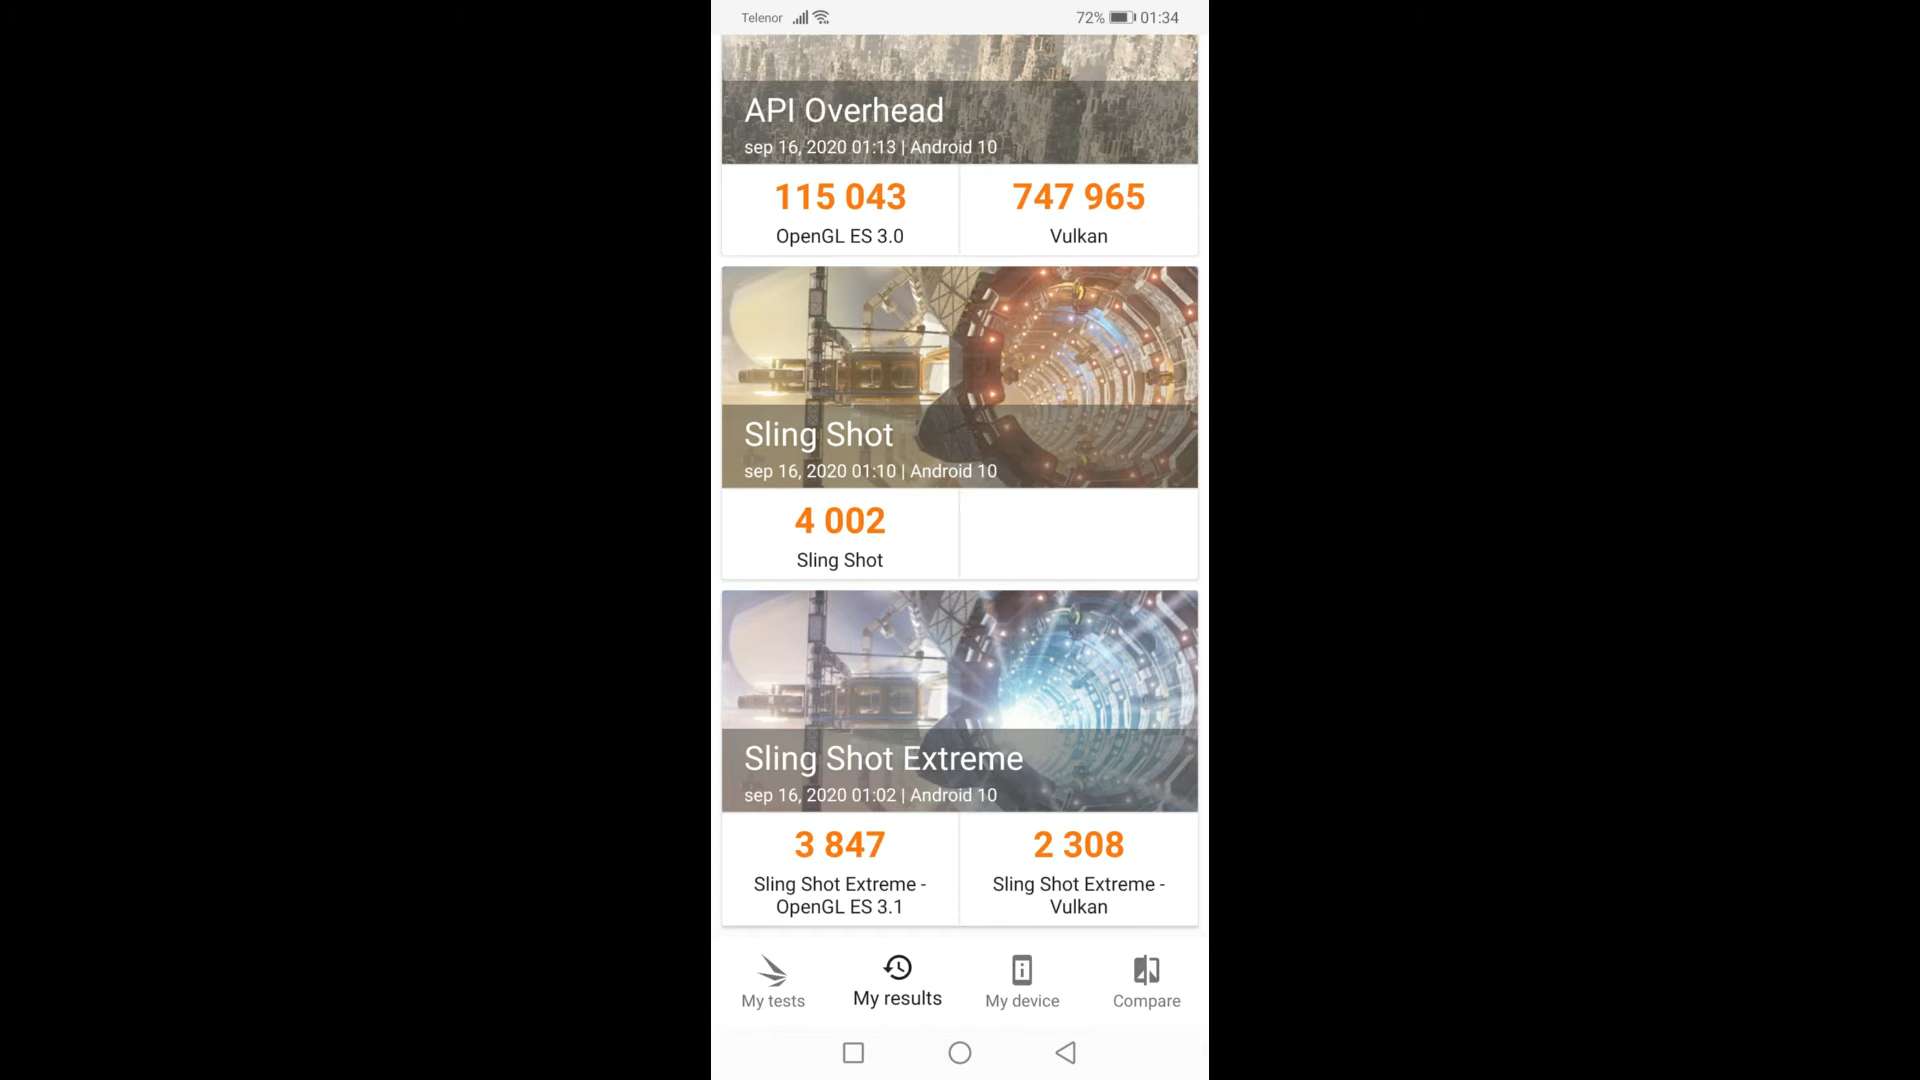 Telenor
72% 01:34
API Overhead
sep 16, 2020 01:13 | Android 10
115 043
OpenGL ES 3.0
747 965
Vulkan
Sling Shot
sep 16, 2020 01:10 | Android 10
4 002
Sling Shot
Sling Shot Extreme
sep 16, 2020 01:02 | Android 10
3 847
Sling Shot Extreme -
OpenGL ES 3.1
2 308
Sling Shot Extreme -
Vulkan
My tests
My results
My device
Compare